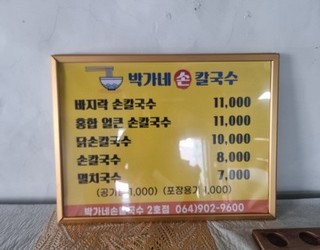 박가네 손 칼국수
바지락 손칼국수 11,000
홍합 얼큰 손칼국수 11,000
닭손칼국수 10,000
손칼국수 8,000
멸치국수 7,000
(공기밥 1,000) (포장용기 1,000)
박가네손칼국수 2호점 064)902-9600